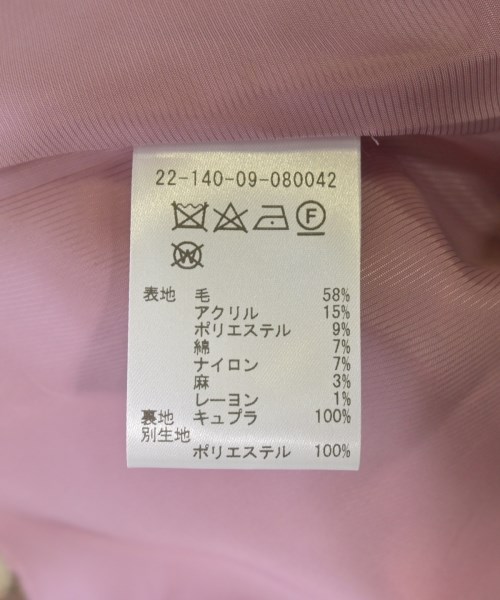 22-140-09-080042
F
W
表地 毛 58%
アクリル 15%
ポリエステル 9%
綿 7%
ナイロン 7%
麻 3%
レーヨン 1%
裏地 キュプラ 100%
別生地
ポリエステル 100%